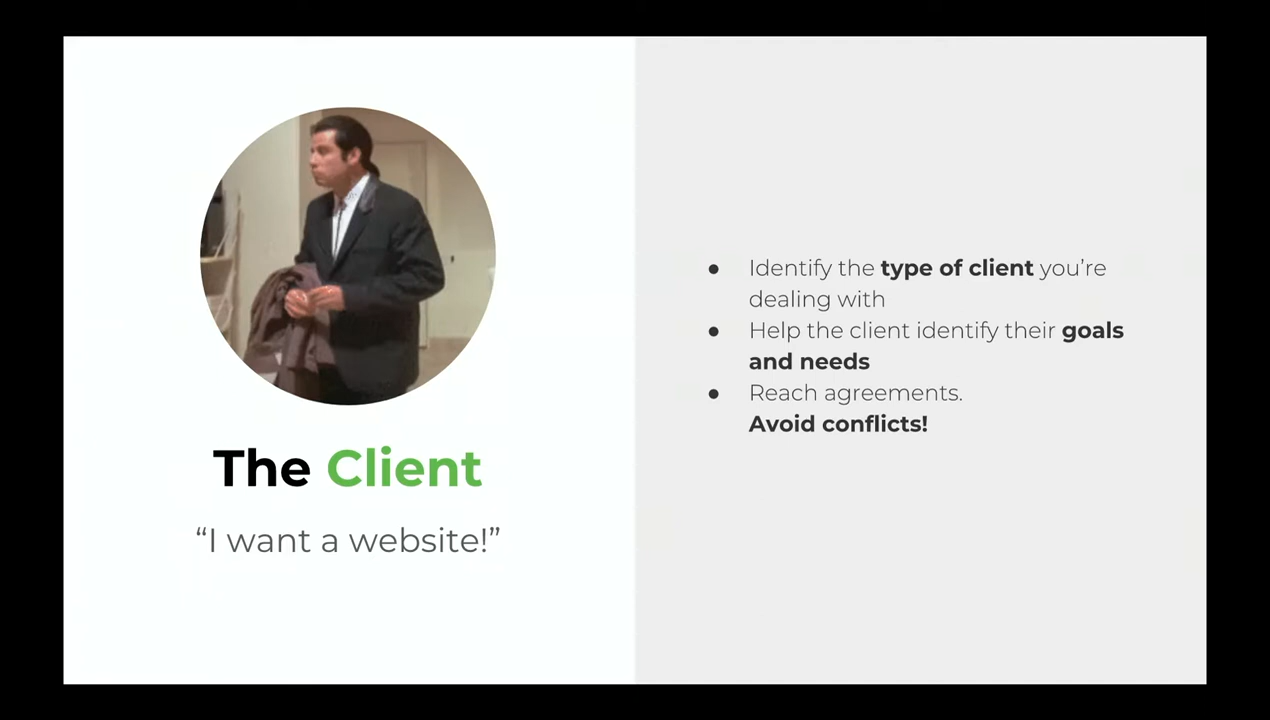 The Client
“I want a website!”
● Identify the type of client you’re
dealing with
● Help the client identify their goals
and needs
● Reach agreements.
Avoid conflicts!